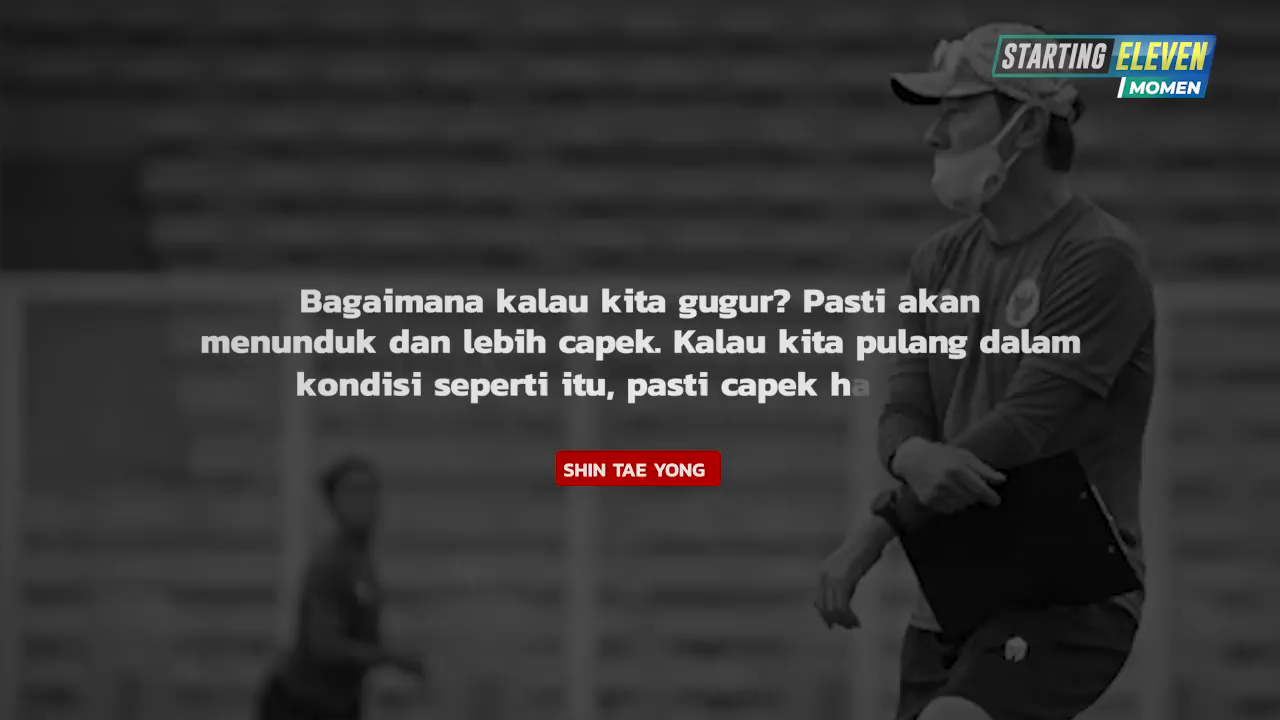 STARTING ELEVEN
MOMEN
Bagaimana kalau kita gugur? Pasti akan
menunduk dan lebih capek. Kalau kita pulang dalam
kondisi seperti itu, pasti capek ha
SHIN TAE YONG